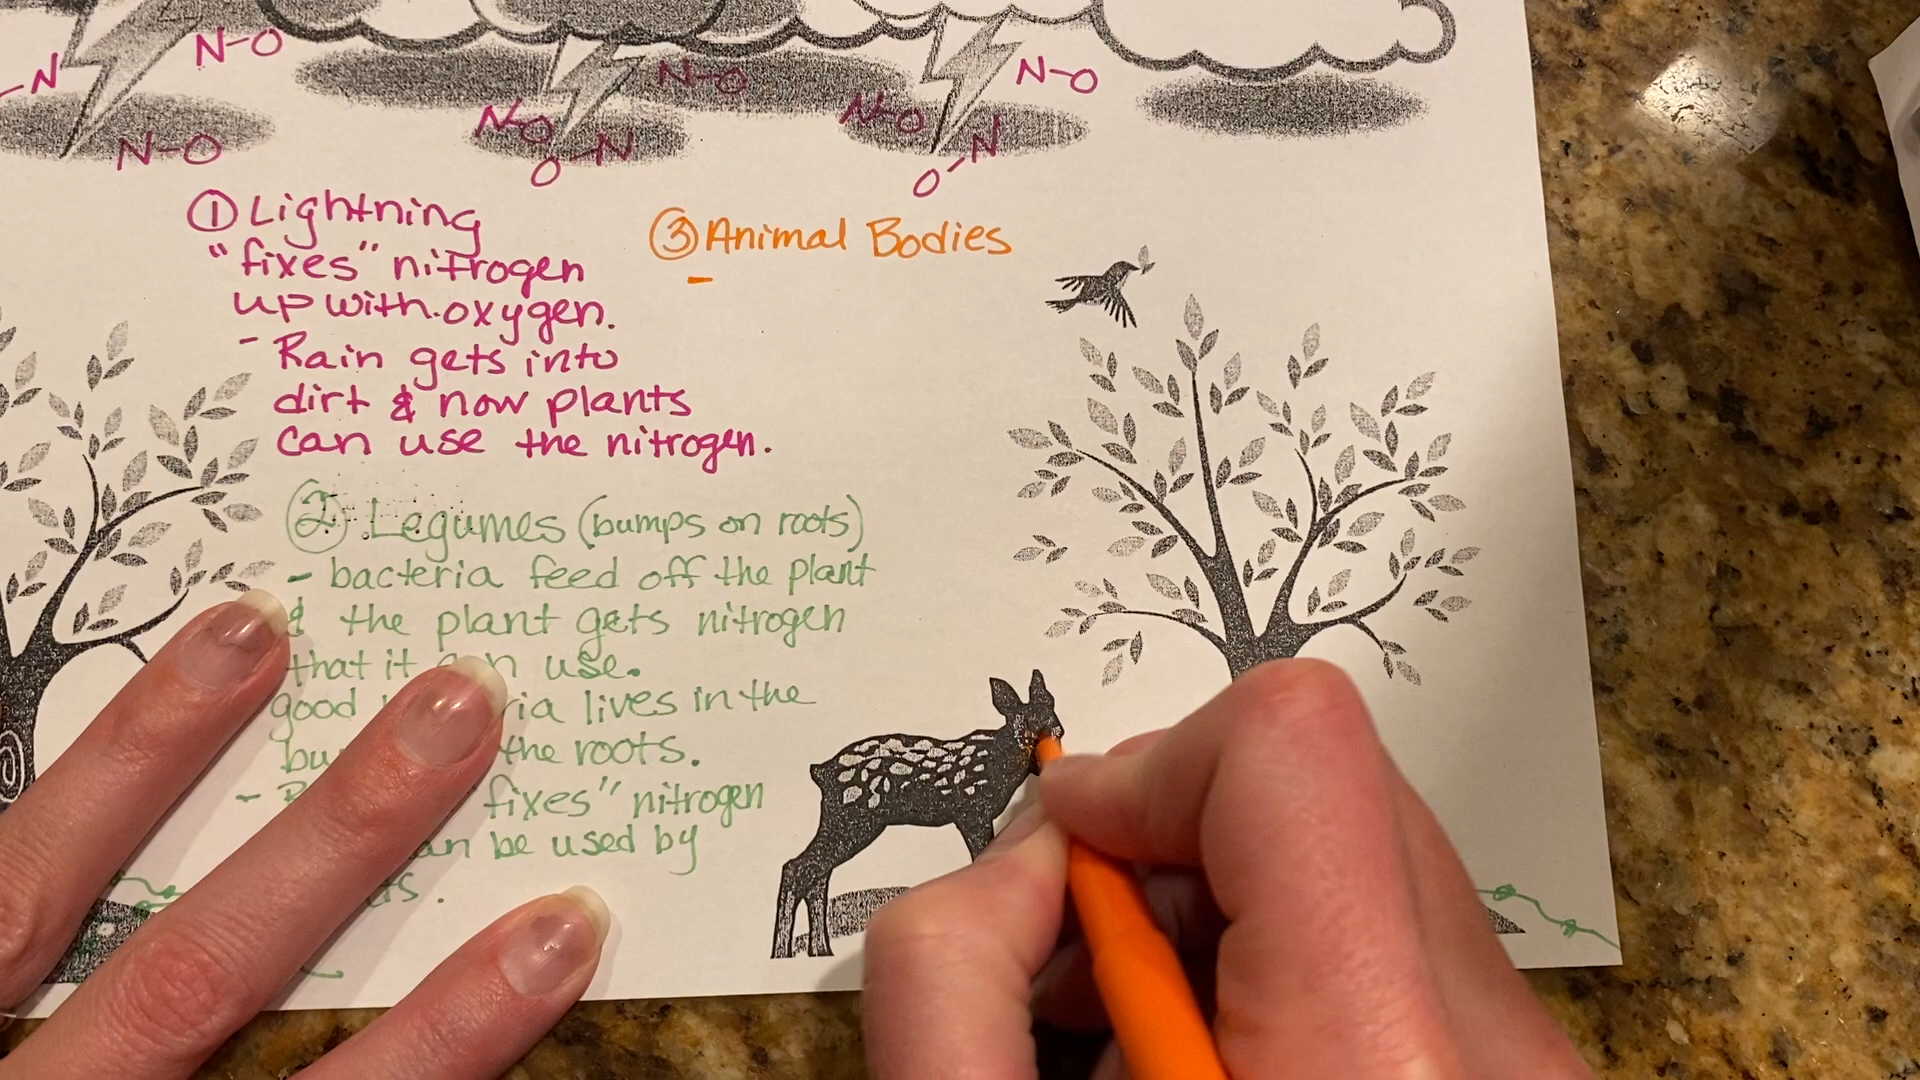 N-O
N
N-O
N-O
N-O
N-O
O-N
N-O
N-O
O-N
① Lightning
"fixes" nitrogen
up with oxygen.
- Rain gets into
dirt & now plants
can use the nitrogen.
② Legumes (bumps on roots)
- bacteria feed off the plant
& the plant gets nitrogen
that it use.
good lives in the
the roots.
- "fixes" nitrogen
be used by
③ Animal Bodies
-